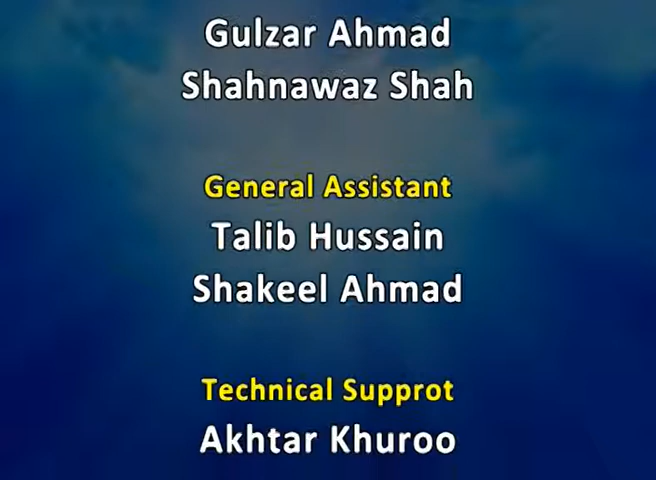 Gulzar Ahmad
Shahnawaz Shah
General Assistant
Talib Hussain
Shakeel Ahmad
Technical Supprot
Akhtar Khuroo